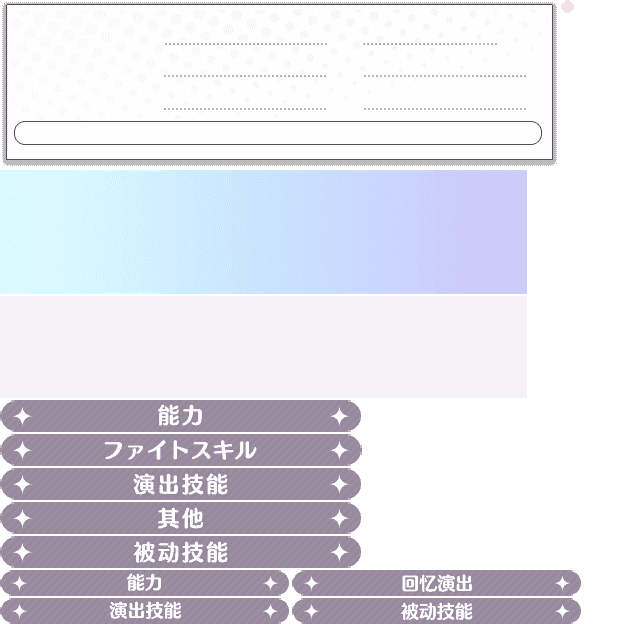 能力
ファイトスキル
演出技能
其他
被动技能
能力
回忆演出
演出技能
被动技能